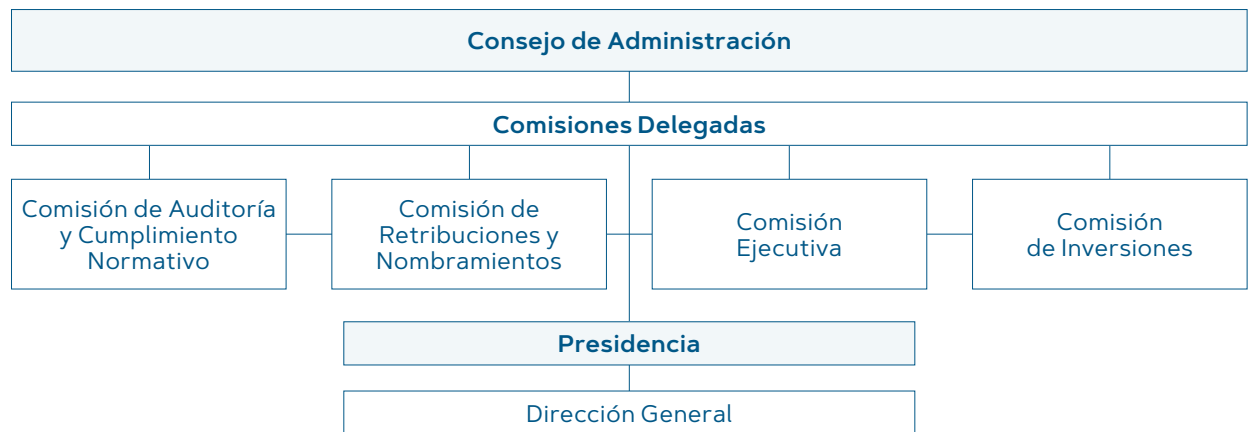 Consejo de Administración
Comisiones Delegadas
Comisión de Auditoría
y Cumplimiento
Normativo
Comisión de
Retribuciones y
Nombramientos
Comisión
Ejecutiva
Comisión
de Inversiones
Presidencia
Dirección General